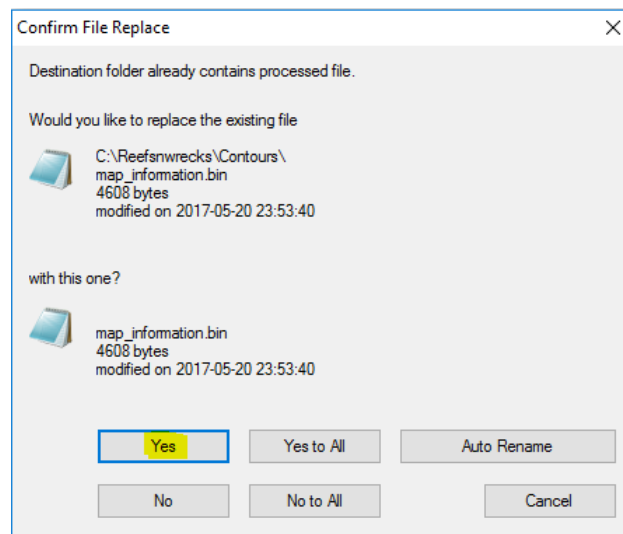 Confirm File Replace
Destination folder already contains processed file.
Would you like to replace the existing file
C:\Reefsnwrecks\Contours\
map_information.bin
4608 bytes
modified on 2017-05-20 23:53:40
with this one?
map_information.bin
4608 bytes
modified on 2017-05-20 23:53:40
Yes Yes to All Auto Rename
No No to All Cancel